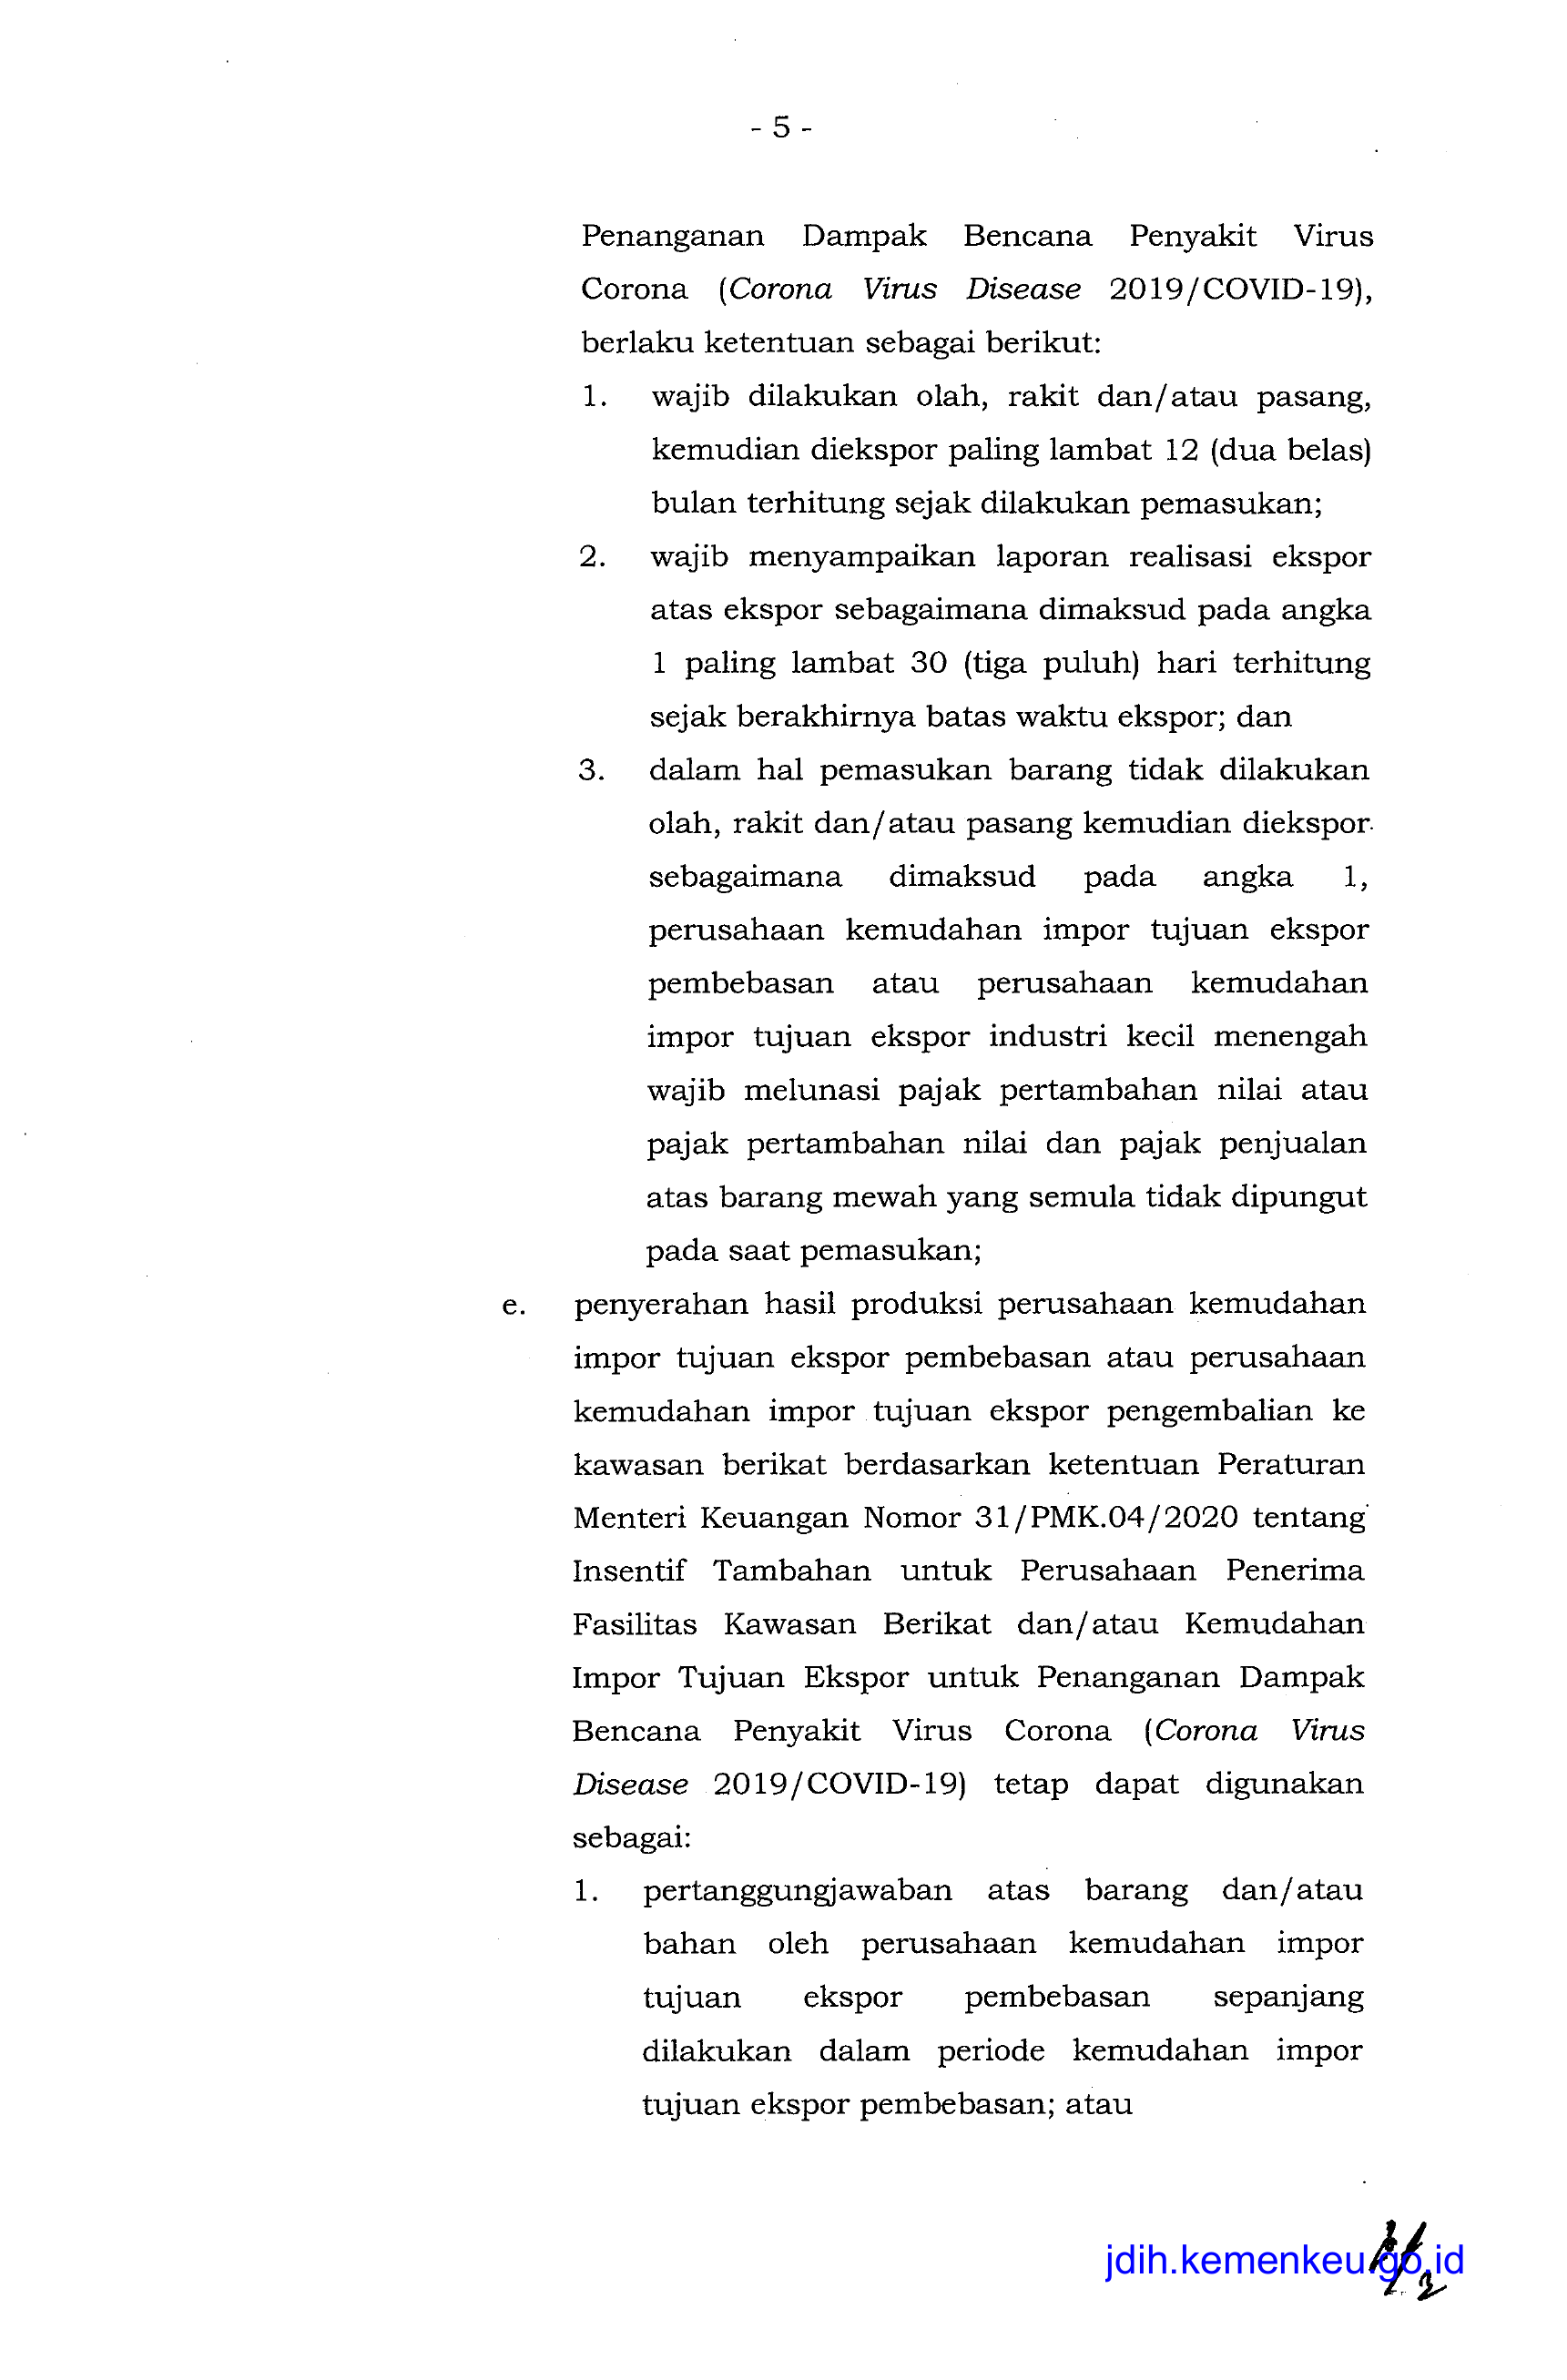 - 5 -
Penanganan Dampak Bencana Penyakit Virus
Corona (Corona Virus Disease 2019/COVID-19),
berlaku ketentuan sebagai berikut:
1. wajib dilakukan olah, rakit dan/atau pasang,
kemudian diekspor paling lambat 12 (dua belas)
bulan terhitung sejak dilakukan pemasukan;
2. wajib menyampaikan laporan realisasi ekspor
atas ekspor sebagaimana dimaksud pada angka
1 paling lambat 30 (tiga puluh) hari terhitung
sejak berakhirnya batas waktu ekspor; dan
3. dalam hal pemasukan barang tidak dilakukan
olah, rakit dan/atau pasang kemudian diekspor
sebagaimana dimaksud pada angka 1,
perusahaan kemudahan impor tujuan ekspor
pembebasan atau perusahaan kemudahan
impor tujuan ekspor industri kecil menengah
wajib melunasi pajak pertambahan nilai atau
pajak pertambahan nilai dan pajak penjualan
atas barang mewah yang semula tidak dipungut
pada saat pemasukan;
e. penyerahan hasil produksi perusahaan kemudahan
impor tujuan ekspor pembebasan atau perusahaan
kemudahan impor tujuan ekspor pengembalian ke
kawasan berikat berdasarkan ketentuan Peraturan
Menteri Keuangan Nomor 31/PMK.04/2020 tentang
Insentif Tambahan untuk Perusahaan Penerima
Fasilitas Kawasan Berikat dan/atau Kemudahan
Impor Tujuan Ekspor untuk Penanganan Dampak
Bencana Penyakit Virus Corona (Corona Virus
Disease 2019/COVID-19) tetap dapat digunakan
sebagai:
1. pertanggungjawaban atas barang dan/atau
bahan oleh perusahaan kemudahan impor
tujuan ekspor pembebasan sepanjang
dilakukan dalam periode kemudahan impor
tujuan ekspor pembebasan; atau
jdih.kemenkeu.go.id